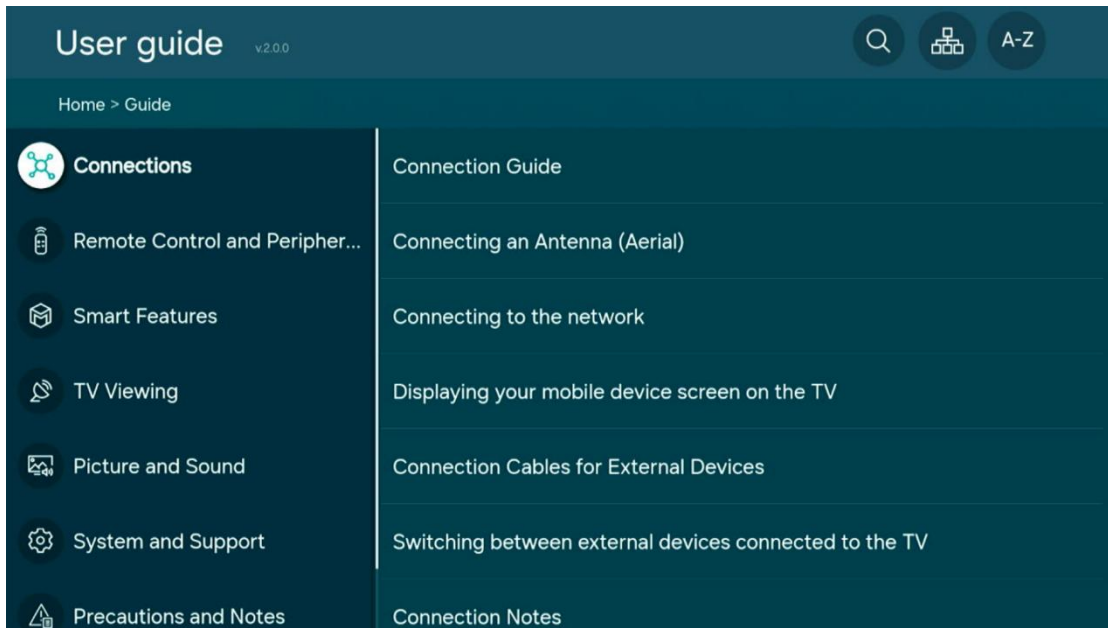 User guide v.2.0.0
A-Z
Home > Guide
Connections
Remote Control and Peripher...
Smart Features
TV Viewing
Picture and Sound
System and Support
Precautions and Notes
Connection Guide
Connecting an Antenna (Aerial)
Connecting to the network
Displaying your mobile device screen on the TV
Connection Cables for External Devices
Switching between external devices connected to the TV
Connection Notes